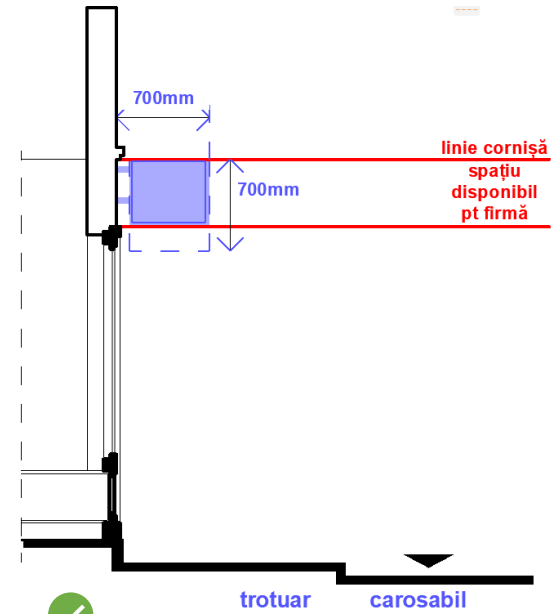 700mm
linie cornișă
700mm
spațiu
disponibil
pt firmă
trotuar
carosabil